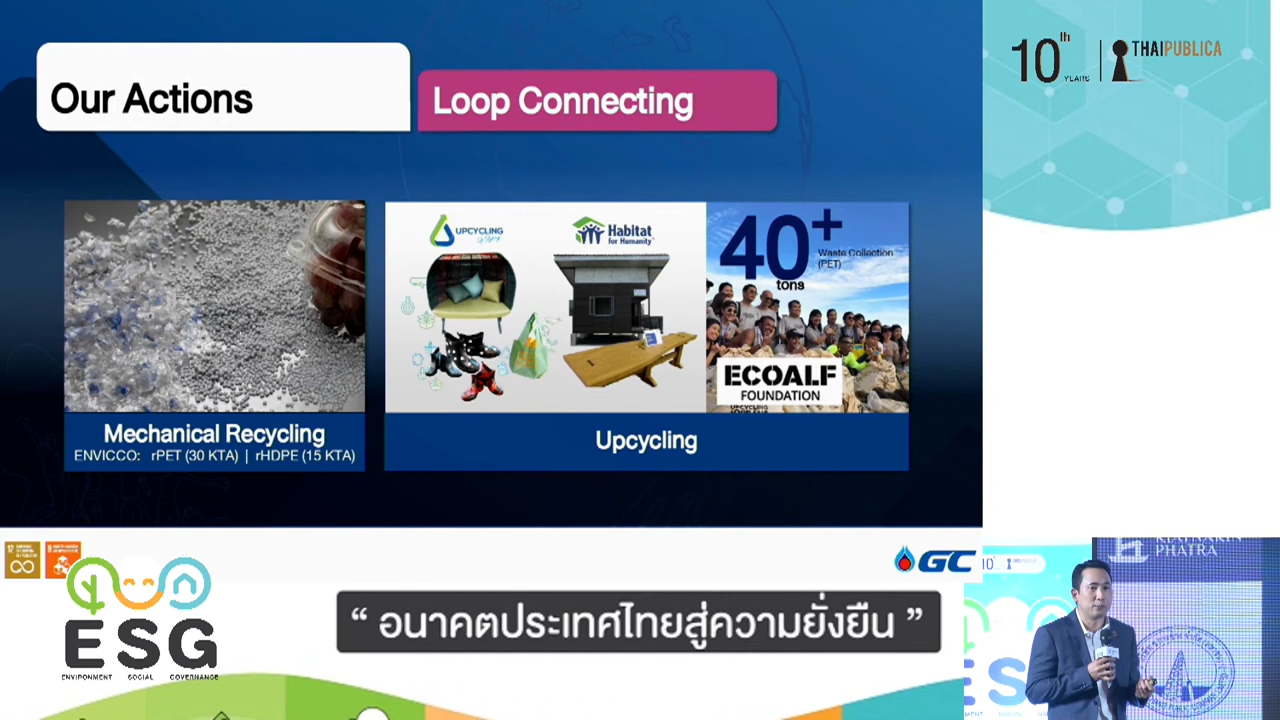 Our Actions
Loop Connecting
10th
YEARS
THAIPUBLICA
UPCYCLING
Habitat
for Humanity
40+
Waste Collection
(PET)
tons
ECOALF
FOUNDATION
Mechanical Recycling
ENVICCO: rPET (30 KTA) | rHDPE (15 KTA)
Upcycling
GC
ESG
ENVIRONMENT SOCIAL GOVERNANCE
“ อนาคตประเทศไทยสู่ความยั่งยืน ”
PHATRA